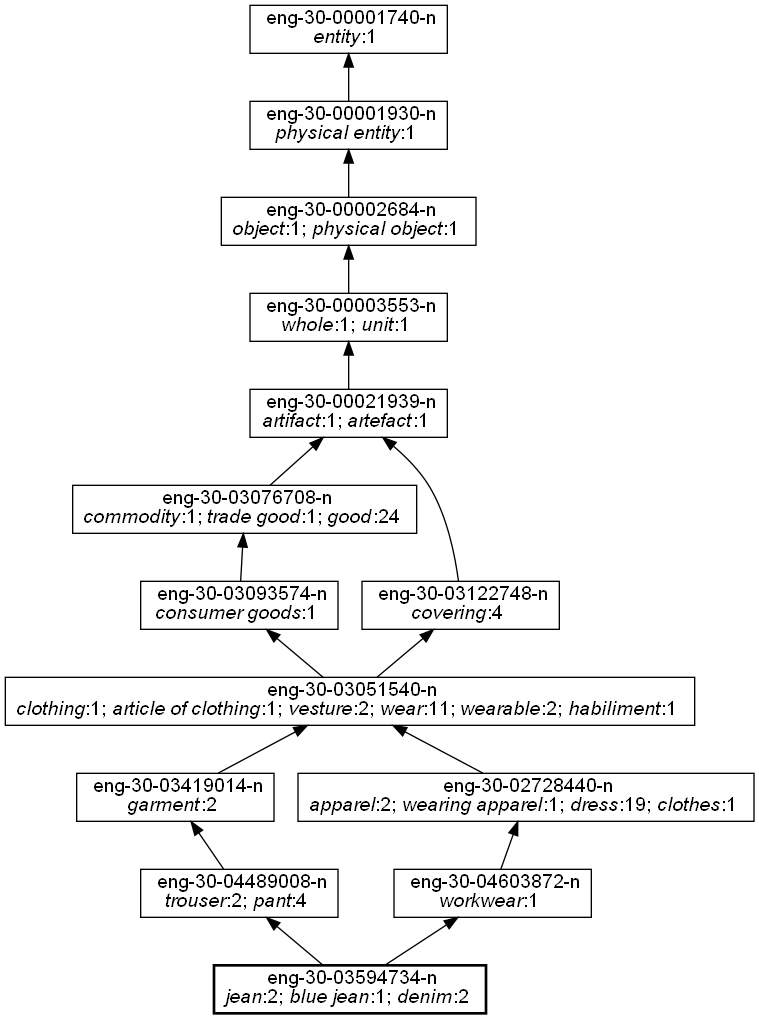 eng-30-00001740-n
entity:1
eng-30-00001930-n
physical entity:1
eng-30-00002684-n
object:1; physical object:1
eng-30-00003553-n
whole:1; unit:1
eng-30-00021939-n
artifact:1; artefact:1
eng-30-03076708-n
commodity:1; trade good:1; good:24
eng-30-03093574-n
consumer goods:1
eng-30-03122748-n
covering:4
eng-30-03051540-n
clothing:1; article of clothing:1; vesture:2; wear:11; wearable:2; habiliment:1
eng-30-03419014-n
garment:2
eng-30-02728440-n
apparel:2; wearing apparel:1; dress:19; clothes:1
eng-30-04489008-n
trouser:2; pant:4
eng-30-04603872-n
workwear:1
eng-30-03594734-n
jean:2; blue jean:1; denim:2